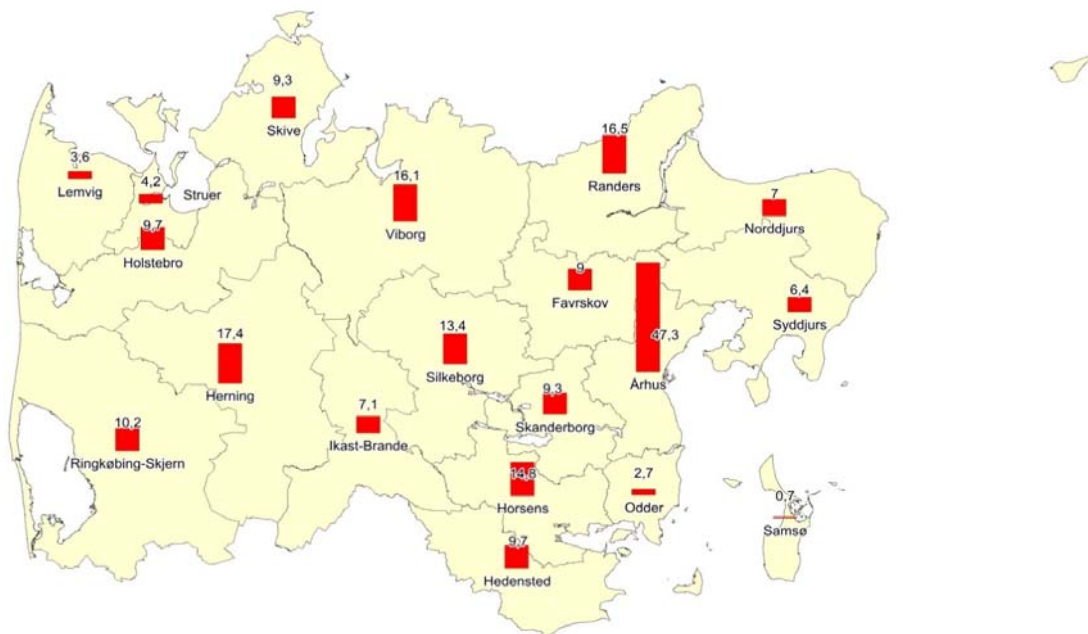 9,3
Skive
3,6
Lemvig
4,2
Struer
9,7
Holstebro
16,1
Viborg
16,5
Randers
7
Norddjurs
9
Favrskov
6,4
Syddjurs
47,3
Århus
17,4
Herning
13,4
Silkeborg
9,3
Skanderborg
7,1
Ikast-Brande
10,2
Ringkøbing-Skjern
14,8
Horsens
2,7
Odder
0,7
Samsø
9,7
Hedensted